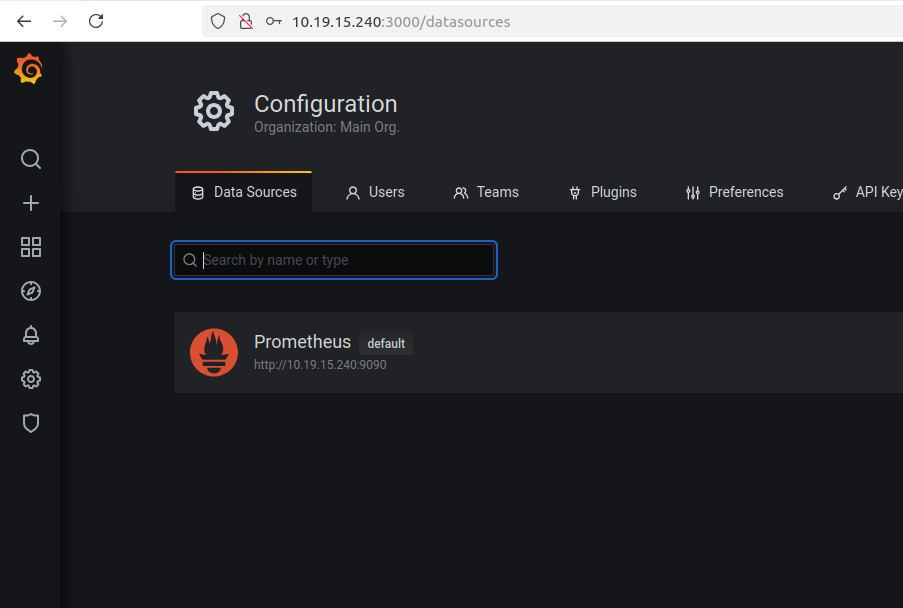 10.19.15.240:3000/datasources
Configuration
Organization: Main Org.
Data Sources Users Teams Plugins Preferences API Key
Search by name or type
Prometheus default
http://10.19.15.240:9090